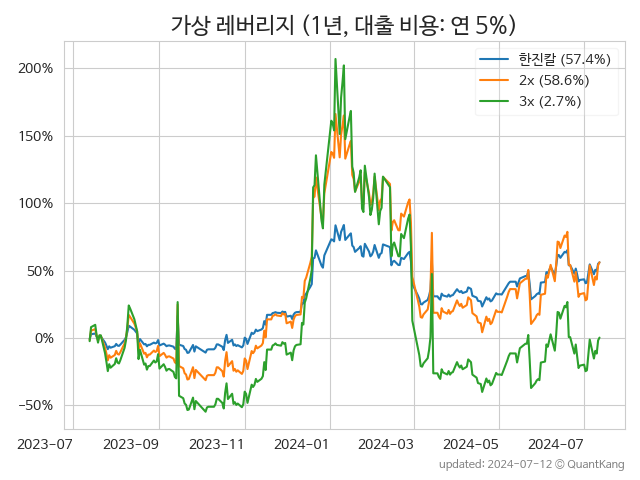 가상 레버리지 (1년, 대출 비용: 연 5%)
한진칼 (57.4%)
2x (58.6%)
3x (2.7%)
200%
150%
100%
50%
0%
−50%
2023-07
2023-09
2023-11
2024-01
2024-03
2024-05
2024-07
updated: 2024-07-12 © QuantKang